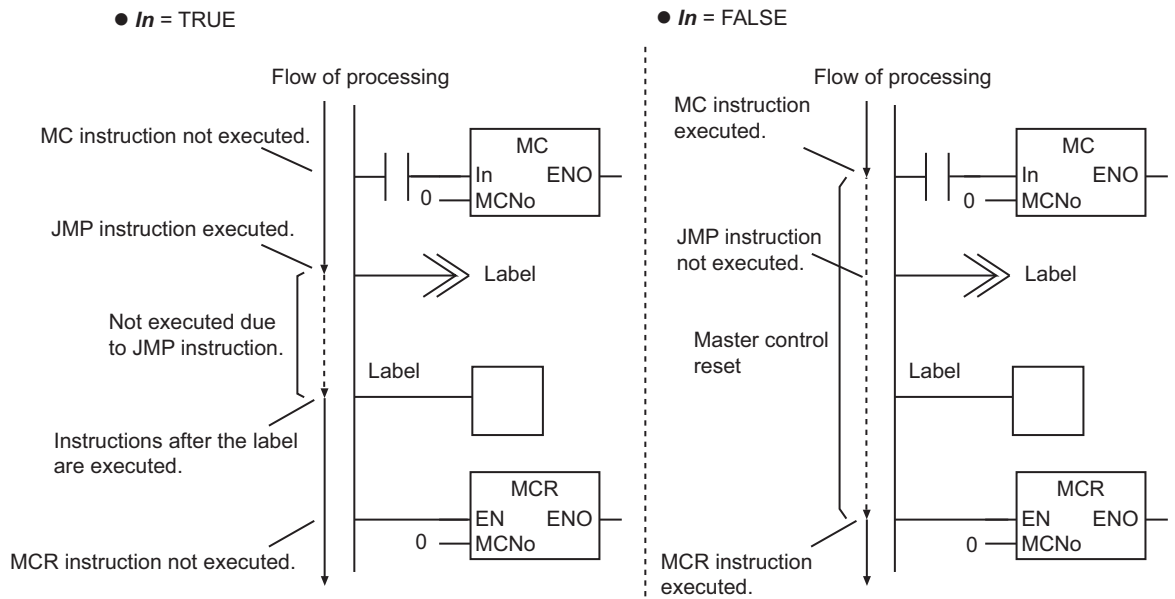 ● In = TRUE
Flow of processing
MC instruction not executed.
MC
In ENO
0 MCNo
JMP instruction executed.
Label
Not executed due
to JMP instruction.
Label
Instructions after the label
are executed.
MCR
EN ENO
0 MCNo
MCR instruction not executed.
● In = FALSE
Flow of processing
MC instruction
executed.
MC
In ENO
0 MCNo
JMP instruction
not executed.
Label
Master control
reset
Label
MCR
EN ENO
0 MCNo
MCR instruction
executed.